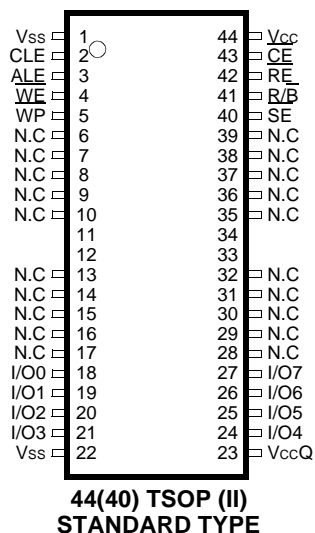 Vss 1 44 Vcc
CLE 2 43 CE
ALE 3 42 RE
WE 4 41 R/B
WP 5 40 SE
N.C 6 39 N.C
N.C 7 38 N.C
N.C 8 37 N.C
N.C 9 36 N.C
N.C 10 35 N.C
11 34
12 33
N.C 13 32 N.C
N.C 14 31 N.C
N.C 15 30 N.C
N.C 16 29 N.C
N.C 17 28 N.C
I/O0 18 27 I/O7
I/O1 19 26 I/O6
I/O2 20 25 I/O5
I/O3 21 24 I/O4
Vss 22 23 VccQ
44(40) TSOP (II)
STANDARD TYPE